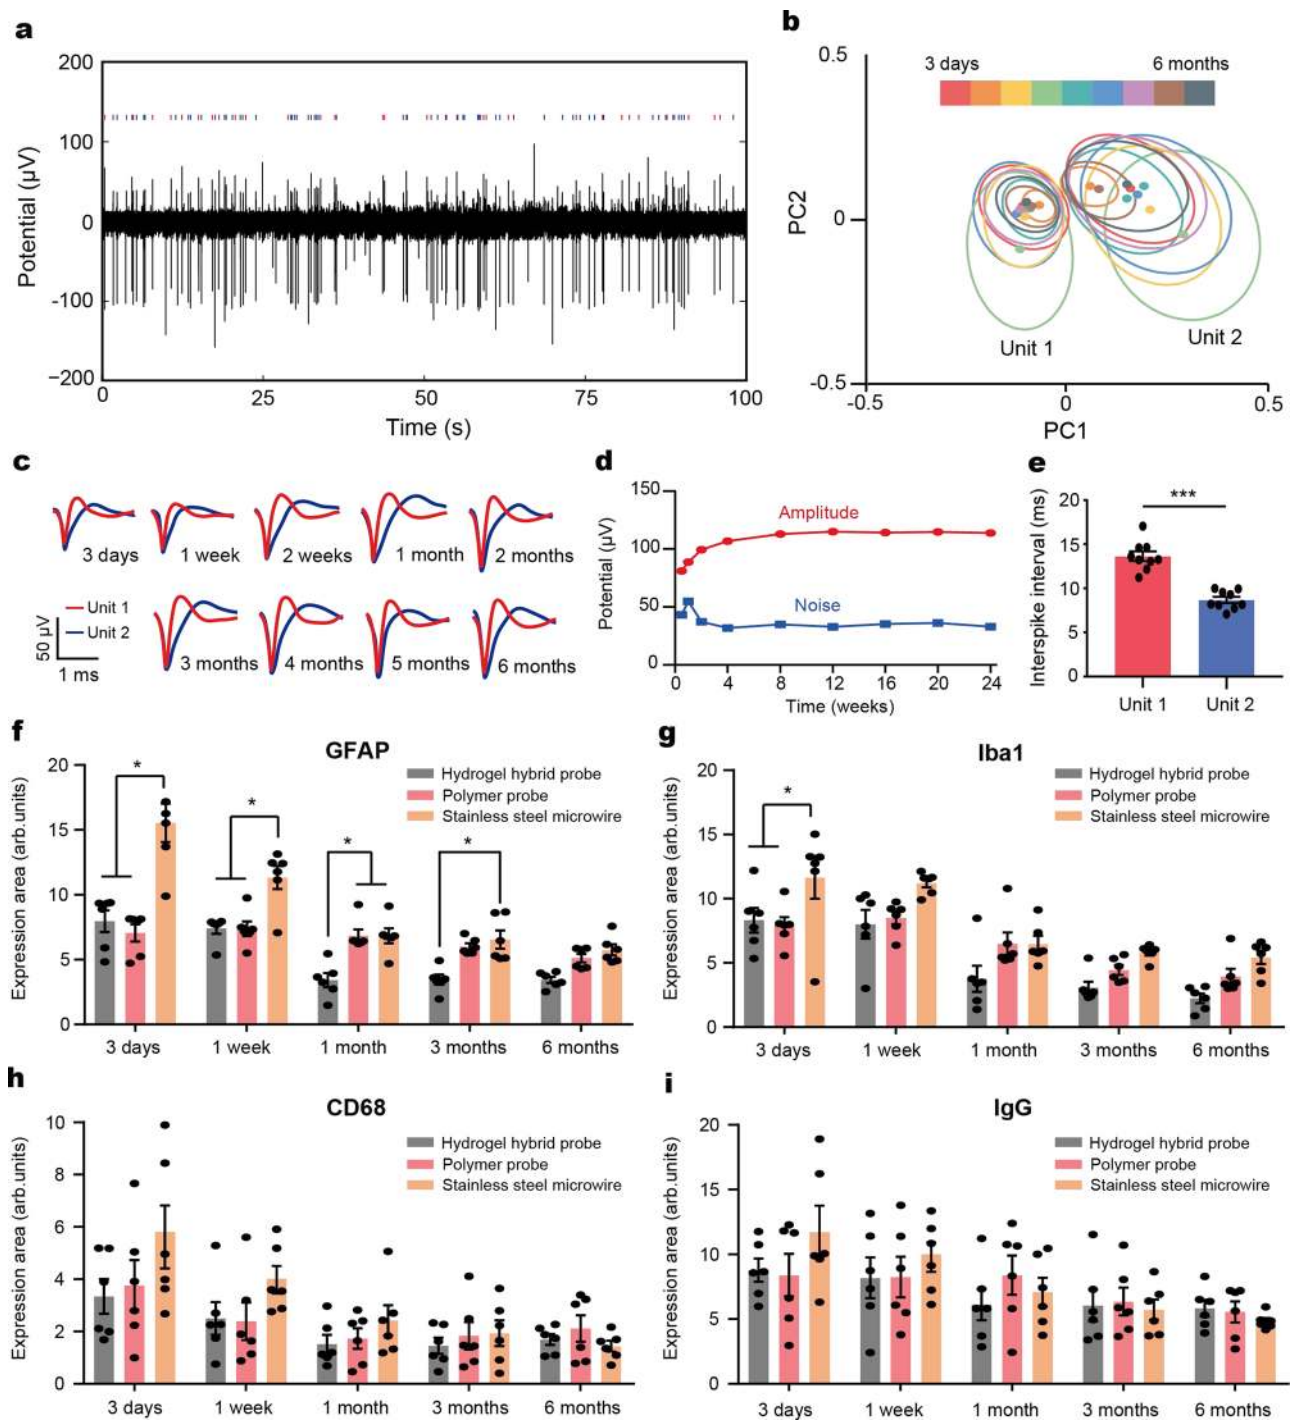 a
200
100
0
-100
−200
Potential (µV)
0 25 50 75 100
Time (s)
b
0.5
0
-0.5
PC2
3 days 6 months
Unit 1
Unit 2
-0.5 0 0.5
PC1
c
3 days
1 week
2 weeks
1 month
2 months
Unit 1
Unit 2
50 µV
1 ms
3 months
4 months
5 months
6 months
d
150
100
50
0
Potential (µV)
Amplitude
Noise
0 4 8 12 16 20 24
Time (weeks)
e
20
15
10
5
0
Interspike interval (ms)
***
Unit 1 Unit 2
f
GFAP
20
15
10
5
0
Expression area (arb.units)
Hydrogel hybrid probe
Polymer probe
Stainless steel microwire
*
*
*
*
3 days 1 week 1 month 3 months 6 months
g
Iba1
20
15
10
5
0
Expression area (arb.units)
Hydrogel hybrid probe
Polymer probe
Stainless steel microwire
*
3 days 1 week 1 month 3 months 6 months
h
CD68
10
8
6
4
2
0
Expression area (arb.units)
Hydrogel hybrid probe
Polymer probe
Stainless steel microwire
3 days 1 week 1 month 3 months 6 months
i
IgG
20
15
10
5
0
Expression area (arb.units)
Hydrogel hybrid probe
Polymer probe
Stainless steel microwire
3 days 1 week 1 month 3 months 6 months